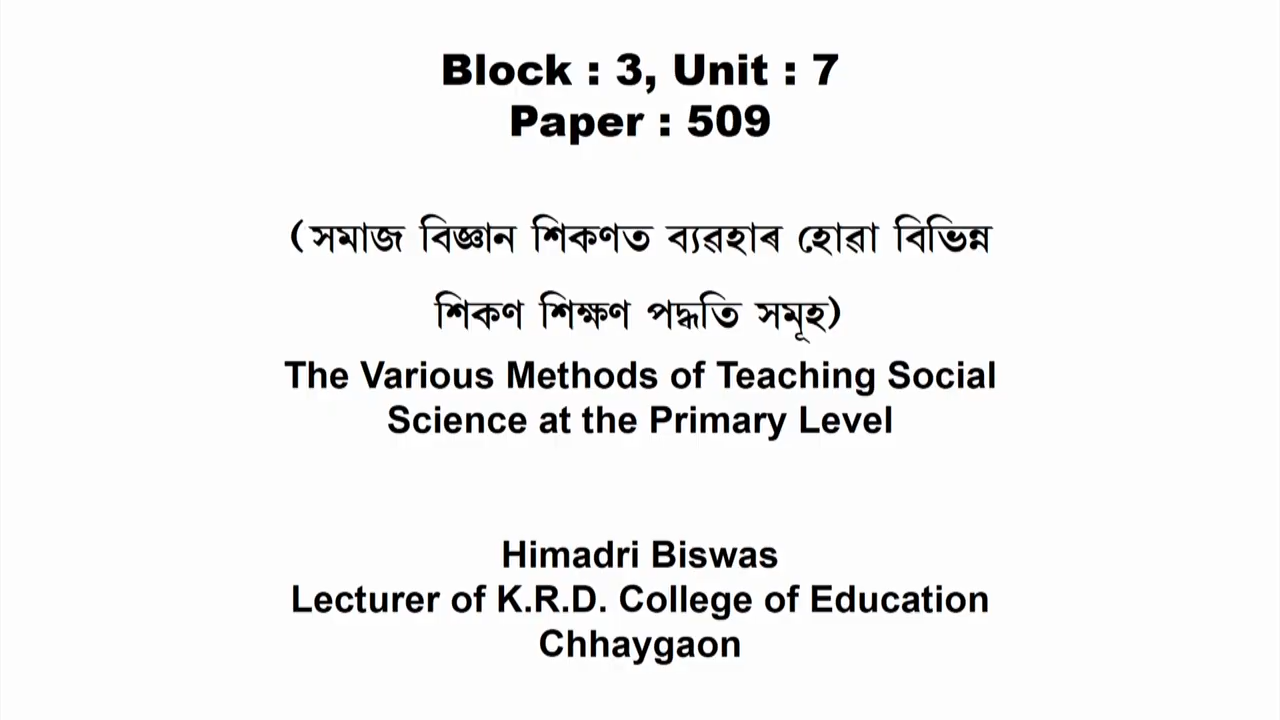 Block : 3, Unit : 7
Paper : 509
(সমাজ বিজ্ঞান শিকণত ব্যৱহাৰ হোৱা বিভিন্ন
শিকণ শিক্ষণ পদ্ধতি সমূহ)
The Various Methods of Teaching Social
Science at the Primary Level
Himadri Biswas
Lecturer of K.R.D. College of Education
Chhaygaon